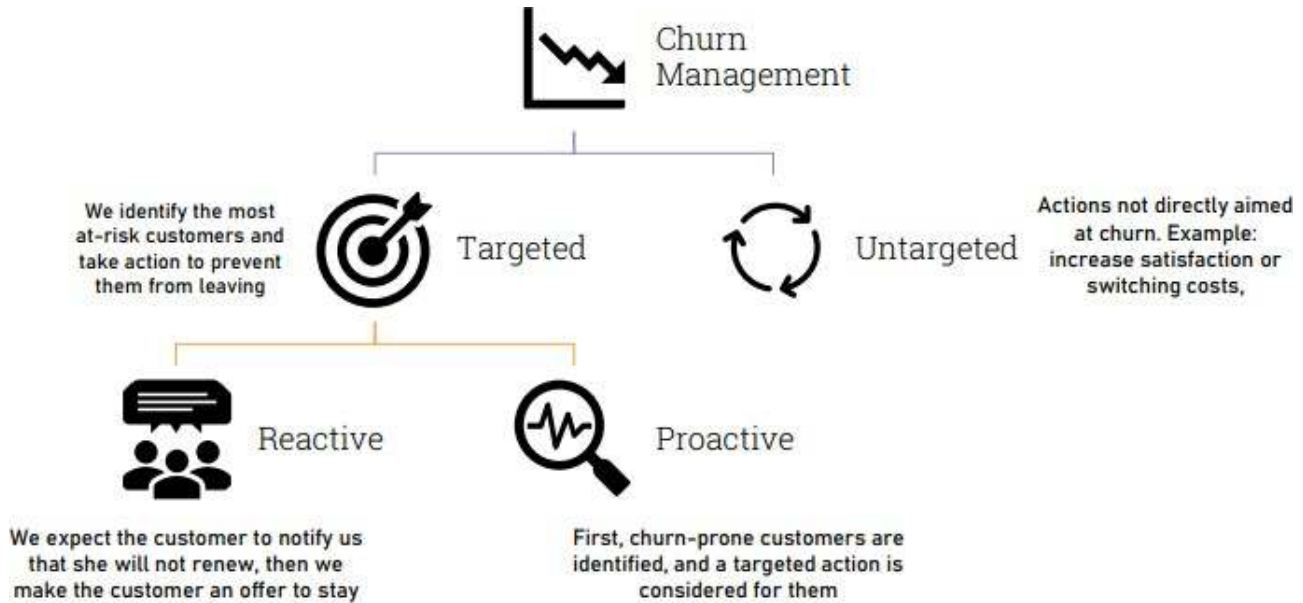 Churn
Management
We identify the most
at-risk customers and
take action to prevent
them from leaving
Targeted
Untargeted
Actions not directly aimed
at churn. Example:
increase satisfaction or
switching costs,
Reactive
Proactive
We expect the customer to notify us
that she will not renew, then we
make the customer an offer to stay
First, churn-prone customers are
identified, and a targeted action is
considered for them